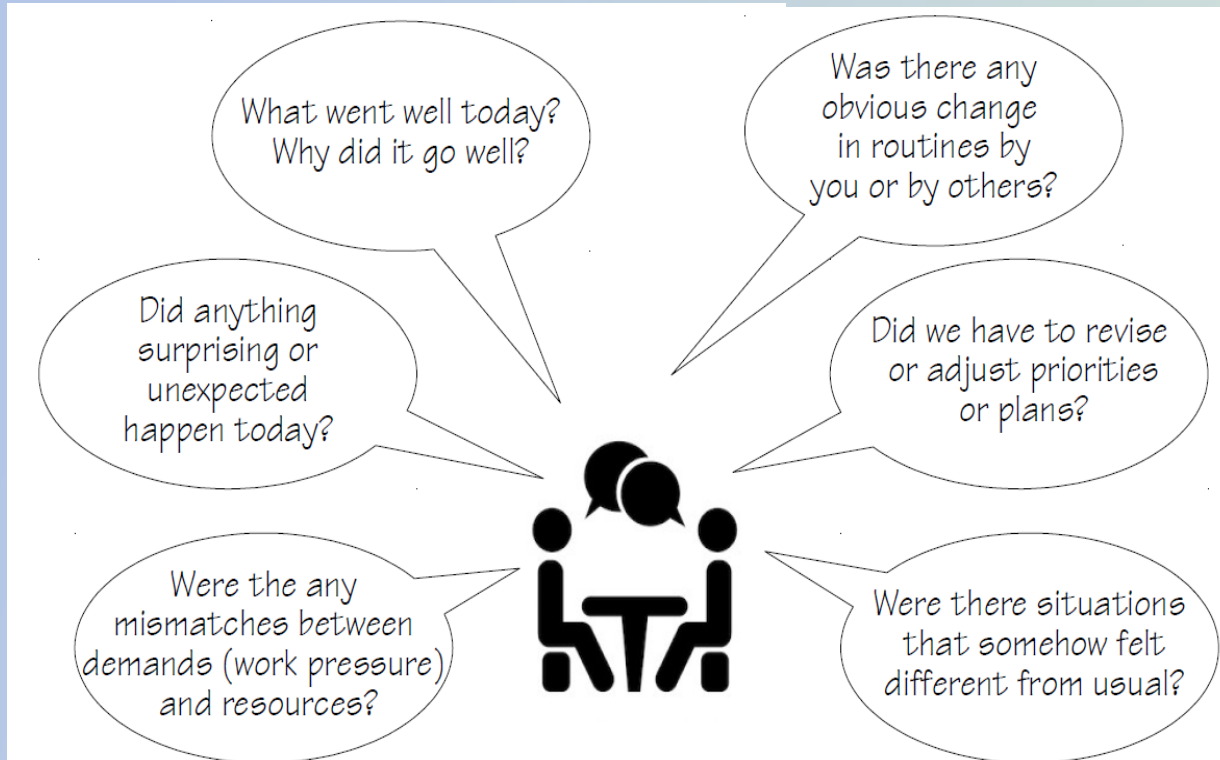 What went well today?
Why did it go well?
Was there any
obvious change
in routines by
you or by others?
Did anything
surprising or
unexpected
happen today?
Did we have to revise
or adjust priorities
or plans?
Were the any
mismatches between
demands (work pressure)
and resources?
Were there situations
that somehow felt
different from usual?